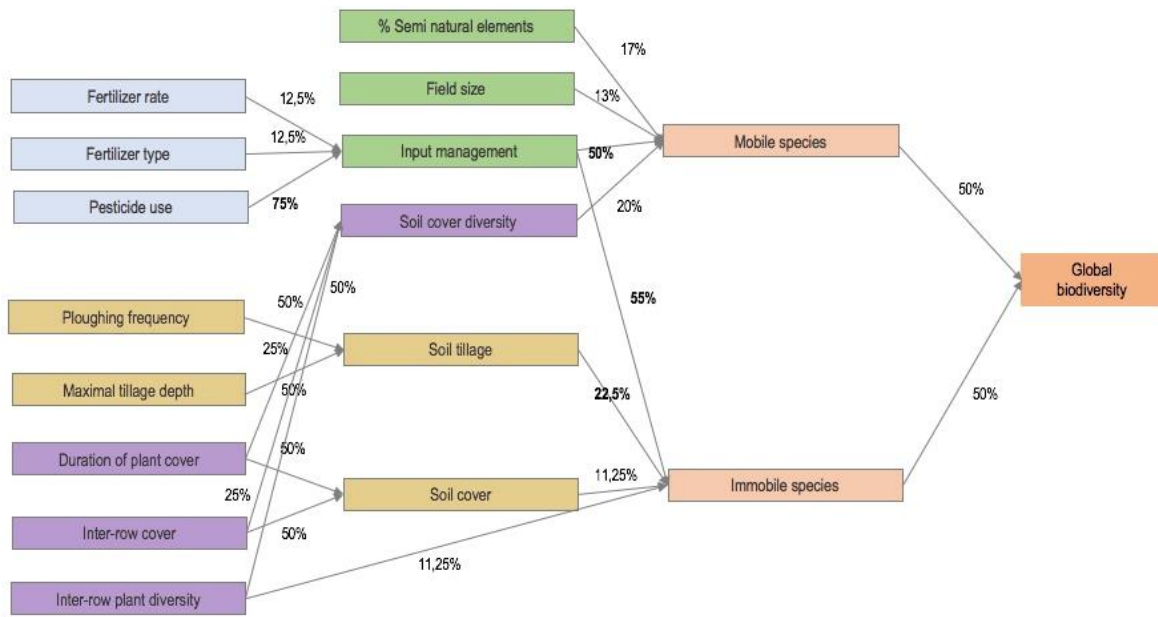 % Semi natural elements
17%
Fertilizer rate
12,5%
Field size
13%
12,5%
Fertilizer type
Input management
50%
Mobile species
Pesticide use
75%
Soil cover diversity
20%
50%
Global
biodiversity
50%
50%
55%
Ploughing frequency
25%
Soil tillage
Maximal tillage depth
50%
22,5%
50%
Duration of plant cover
50%
11,25%
Immobile species
25%
Soil cover
Inter-row cover
50%
11,25%
Inter-row plant diversity